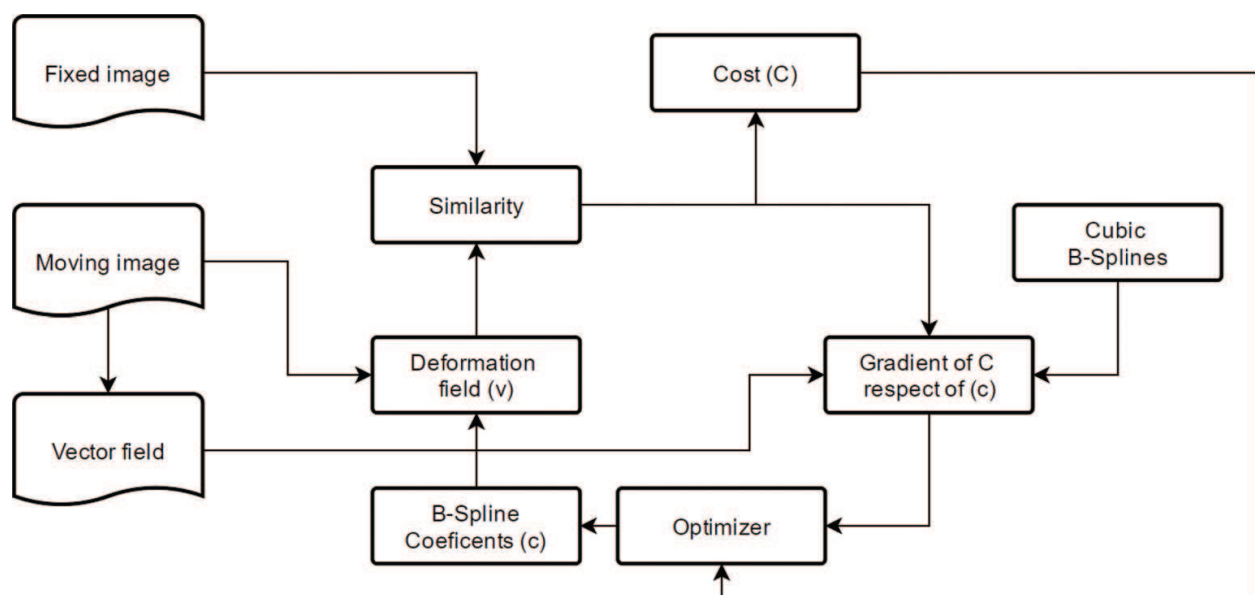 Fixed image
Cost (C)
Similarity
Moving image
Cubic
B-Splines
Deformation
field (v)
Gradient of C
respect of (c)
Vector field
B-Spline
Coeficents (c)
Optimizer